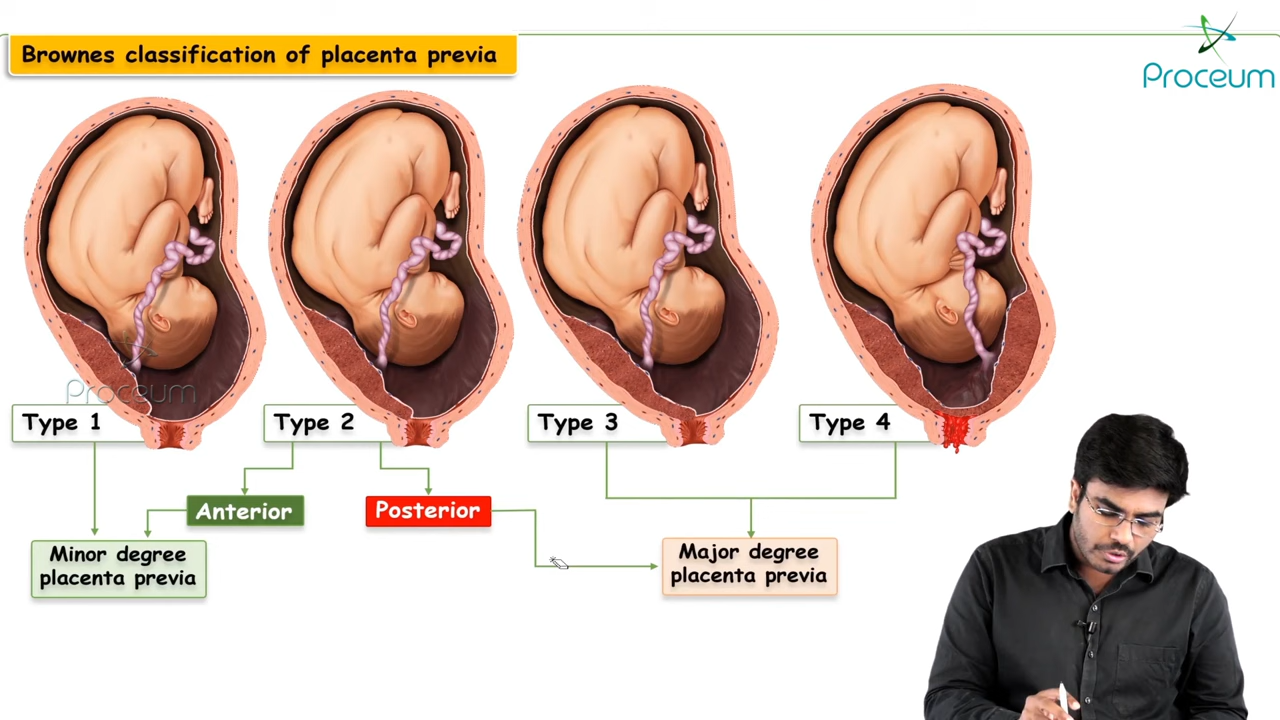 Brownes classification of placenta previa
Proceum
Proceum
Type 1
Type 2
Type 3
Type 4
Anterior
Posterior
Minor degree
placenta previa
Major degree
placenta previa